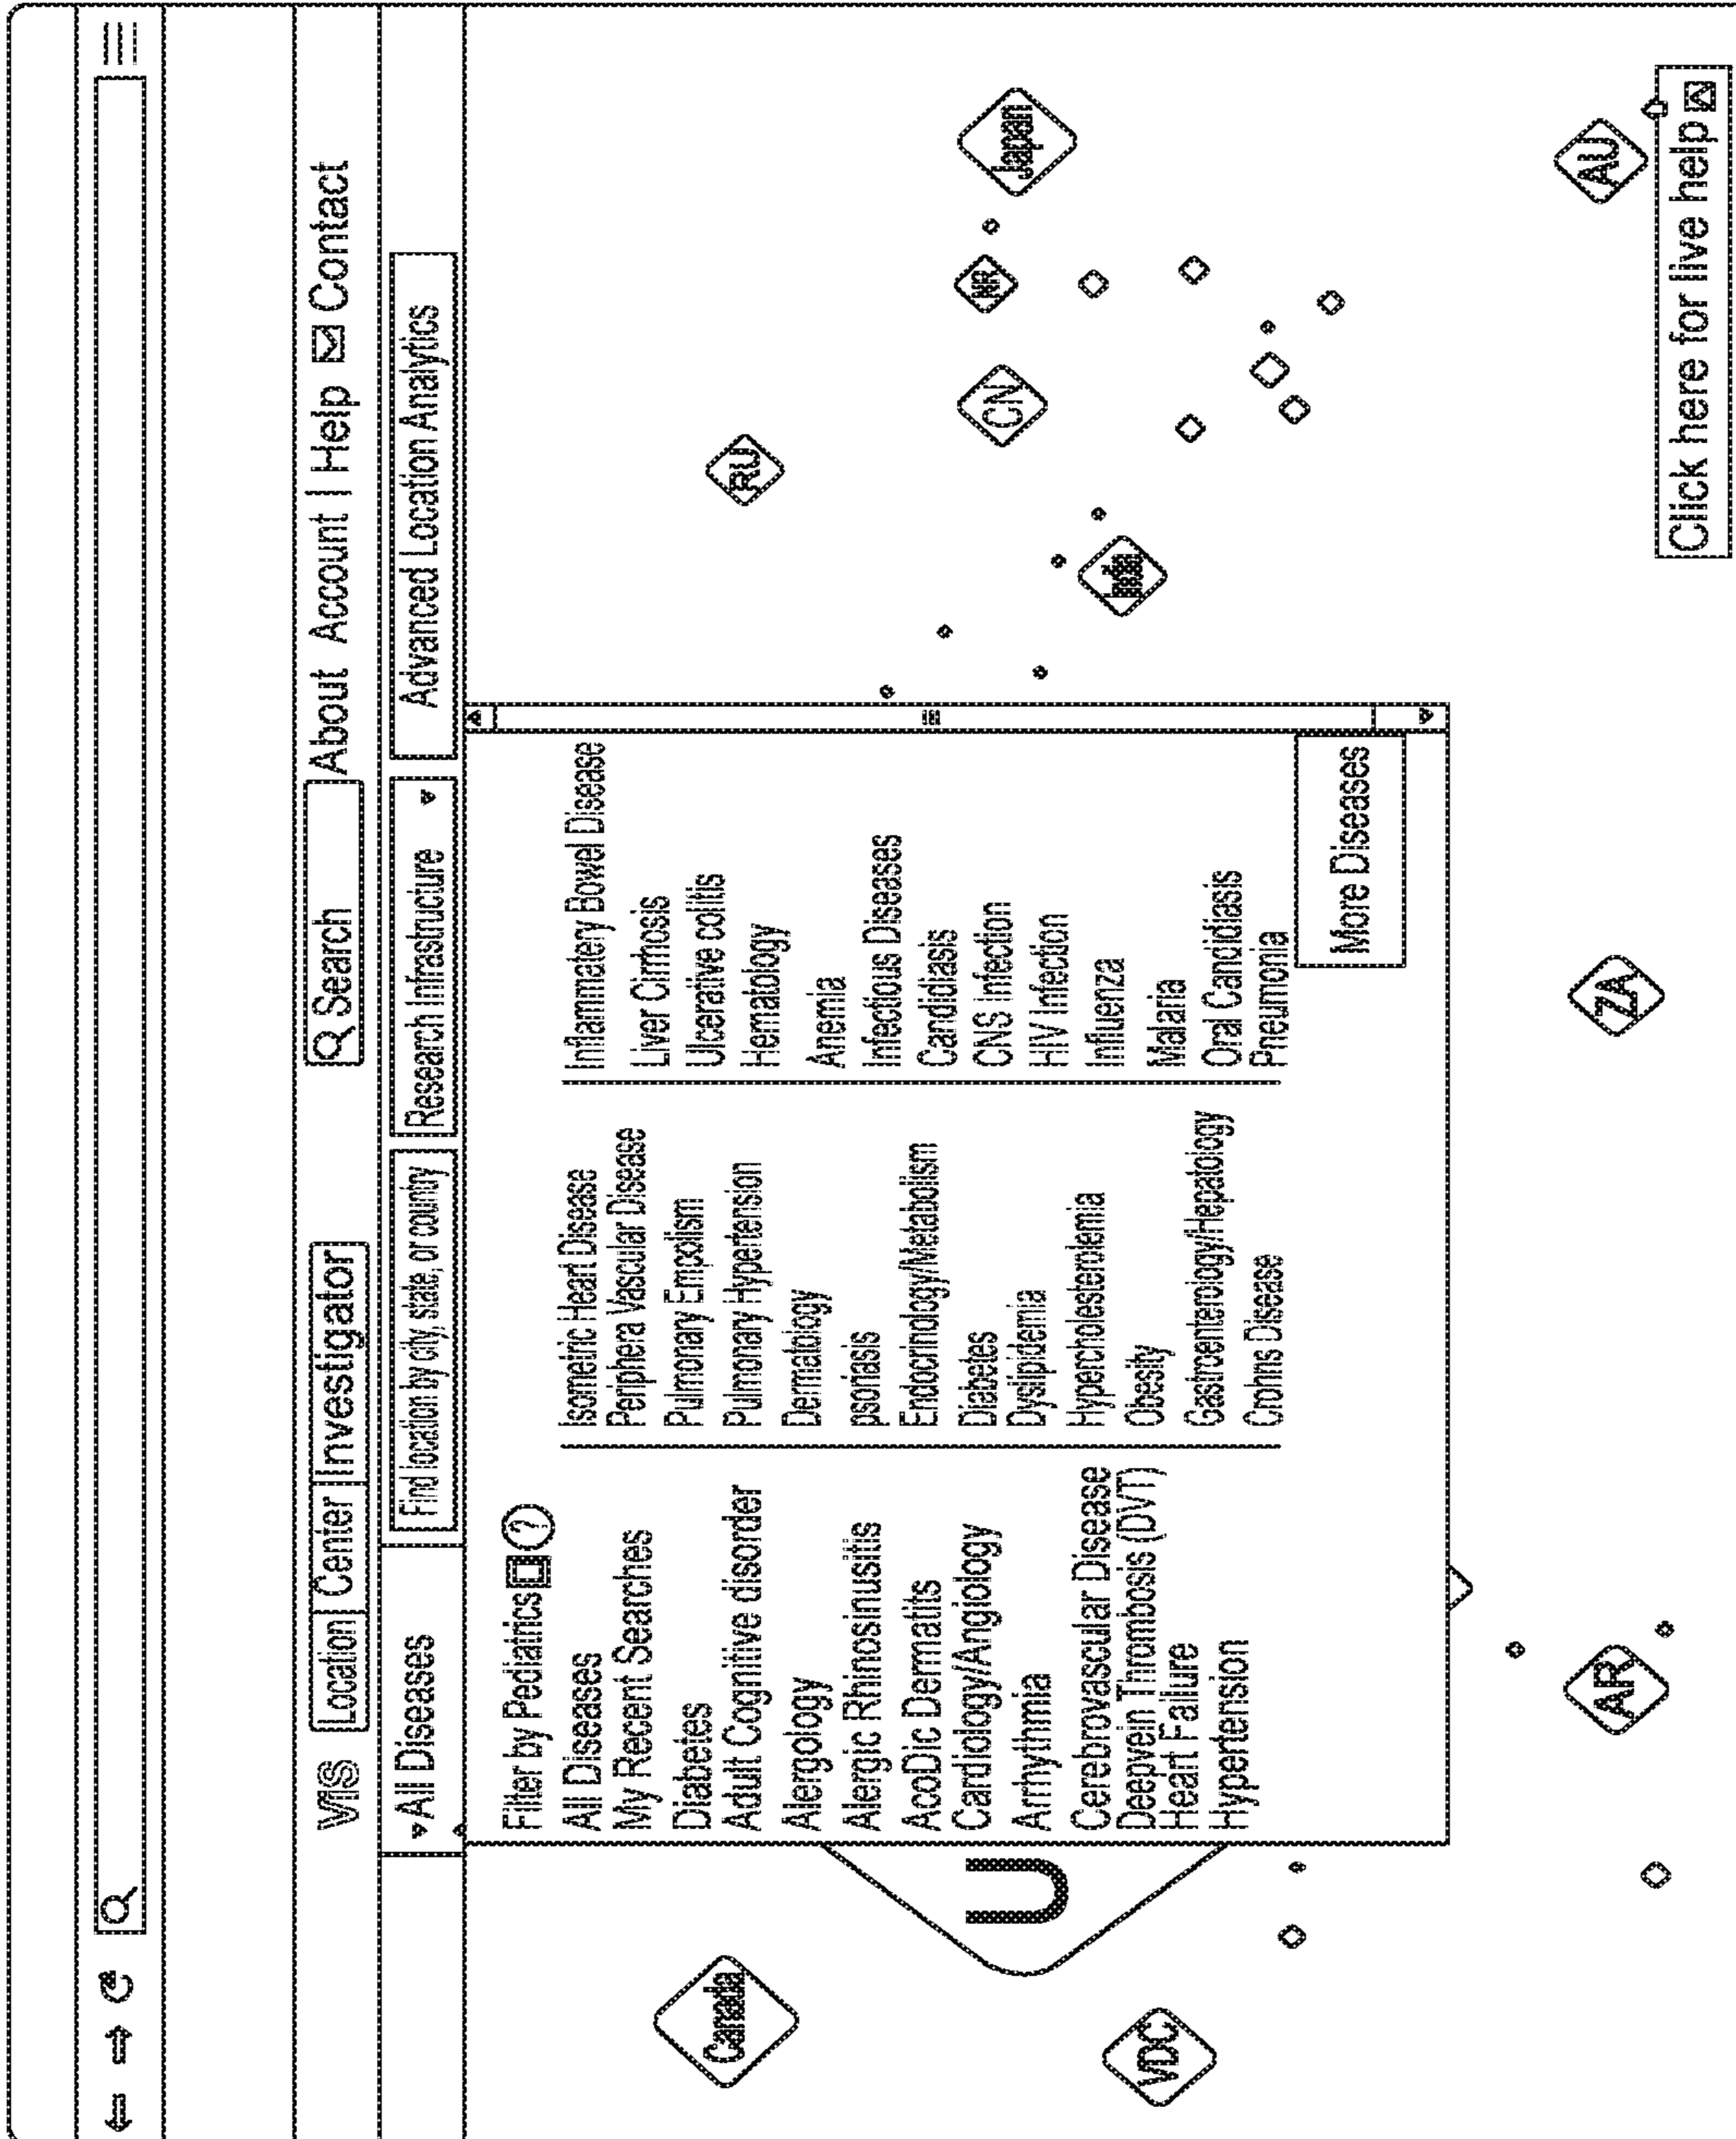 VIS Location Center Investigator Search About Account | Help Contact
All Diseases Find location by city, state, or country Research Infrastructure Advanced Location Analytics
Filter by Pediatrics ?
All Diseases
My Recent Searches
Diabetes
Adult Cognitive disorder
Alergology
Alergic Rhinosinusitis
AcoDic Dermatits
Cardiology/Angiology
Arrhythmia
Cerebrovascular Disease
Deepvein Thrombosis (DVT)
Heart Failure
Hypertension
Isometric Heart Disease
Periphera Vascular Disease
Pulmonary Empolism
Pulmonary Hypertension
Dermatology
psoriasis
Endocrinology/Metabolism
Diabetes
Dyslipidemia
Hypercholesterolemia
Obesity
Gastroenterology/Hepatology
Crohns Disease
Inflammatery Bowel Disease
Liver Cirrhosis
Ulcerative colitis
Hematology
Anemia
Infectious Diseases
Candidiasis
CNS Infection
HIV Infection
Influenza
Malaria
Oral Candidiasis
Pneumonia
More Diseases
Canada
RU
U
CN
NR
Japan
VDC
AR
ZA
AU
Click here for live help